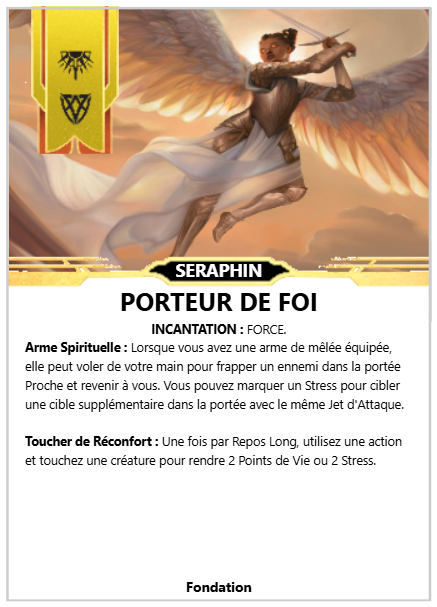 SERAPHIN
PORTEUR DE FOI
INCANTATION : FORCE.
Arme Spirituelle : Lorsque vous avez une arme de mêlée équipée,
elle peut voler de votre main pour frapper un ennemi dans la portée
Proche et revenir à vous. Vous pouvez marquer un Stress pour cibler
une cible supplémentaire dans la portée avec le même Jet d'Attaque.
Toucher de Réconfort : Une fois par Repos Long, utilisez une action
et touchez une créature pour rendre 2 Points de Vie ou 2 Stress.
Fondation